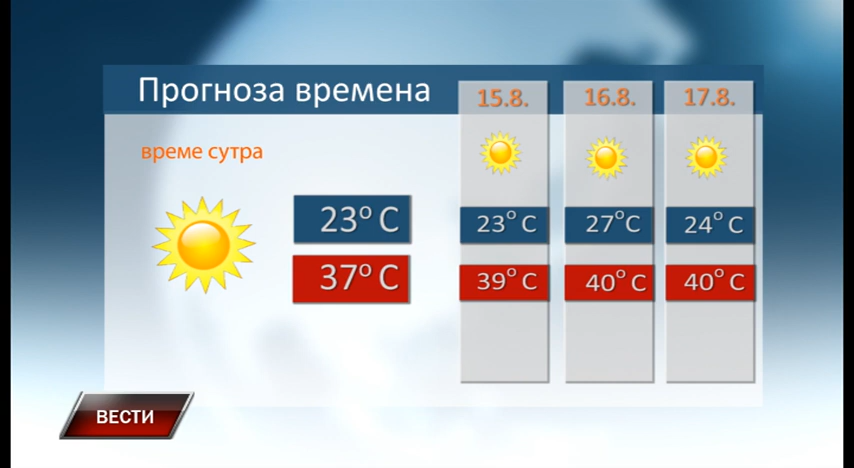 Прогноза времена
време сутра
23° C
37° C
15.8.
23° C
39° C
16.8.
27°C
40° C
17.8.
24° C
40° C
ВЕСТИ